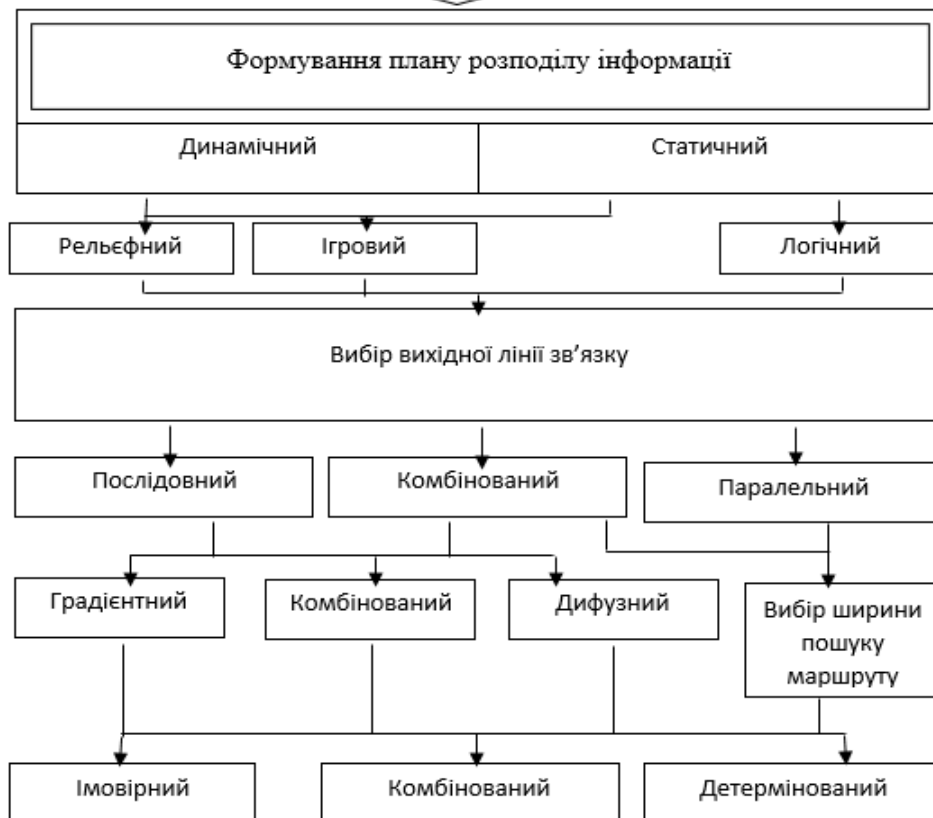 Формування плану розподілу інформації
Динамічний
Статичний
Рельєфний
Ігровий
Логічний
Вибір вихідної лінії зв’язку
Послідовний
Комбінований
Паралельний
Градієнтний
Комбінований
Дифузний
Вибір ширини
пошуку
маршруту
Імовірний
Комбінований
Детермінований